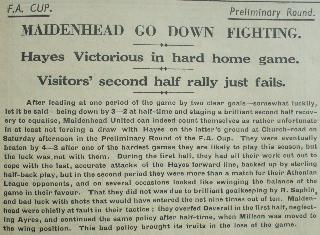 F.A. CUP.
Preliminary Round.
MAIDENHEAD GO DOWN FIGHTING.
Hayes Victorious in hard home game.
Visitors' second half rally just fails.
After leading at one period of the game by two clear goals—somewhat luckily,
let it be said—being down 3—2 at half-time and staging a brilliant second half recov-
ery to equalise, Maidenhead United can indeed count themselves as rather unfortunate
in at least not forcing a draw with Hayes on the latter's ground at Church-road on
Saturday afternoon in the Preliminary Round of the F.A. Cup. They were eventually
beaten by 4—3 after one of the hardest games they are likely to play this season, but
the luck was not with them. During the first half, they had all their work cut out to
cope with the fast, accurate attacks of the Hayes forward line, backed up by sterling
half-back play, but in the second period they were more than a match for their Athenian
League opponents, and on several occasions looked like swinging the balance of the
game in their favour. That they did not was due to brilliant goalkeeping by R. Saphin,
and bad luck with shots that would have entered the net nine times out of ten. Maiden-
head were chiefly at fault in their tactics; they overfed Deverall in the first half, neglect-
ing Ayres, and continued the same policy after half-time, when Millson was moved to
the wing position. This bad policy brought its fruits in the loss of the game.